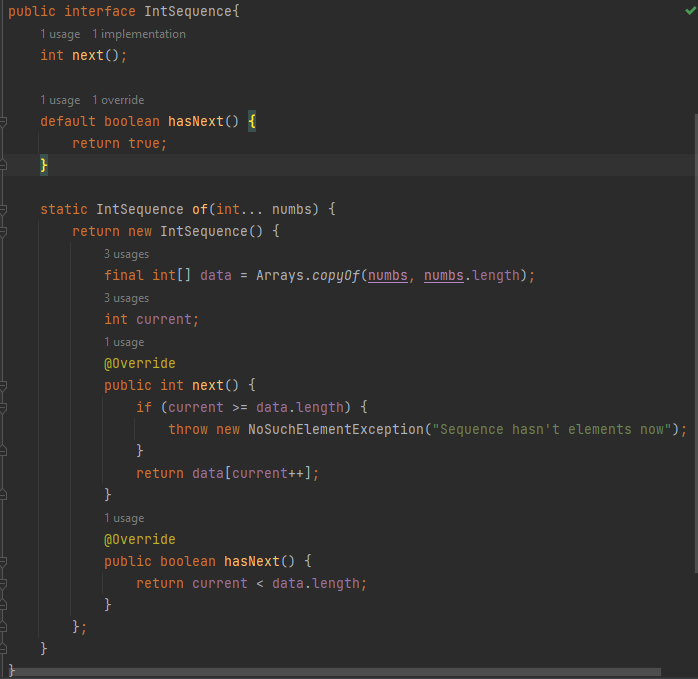 public interface IntSequence{
1 usage 1 implementation
int next();
1 usage 1 override
default boolean hasNext() {
return true;
}
static IntSequence of(int... numbs) {
return new IntSequence() {
3 usages
final int[] data = Arrays.copyOf(numbs, numbs.length);
3 usages
int current;
1 usage
@Override
public int next() {
if (current >= data.length) {
throw new NoSuchElementException("Sequence hasn't elements now");
}
return data[current++];
}
1 usage
@Override
public boolean hasNext() {
return current < data.length;
}
};
}
}